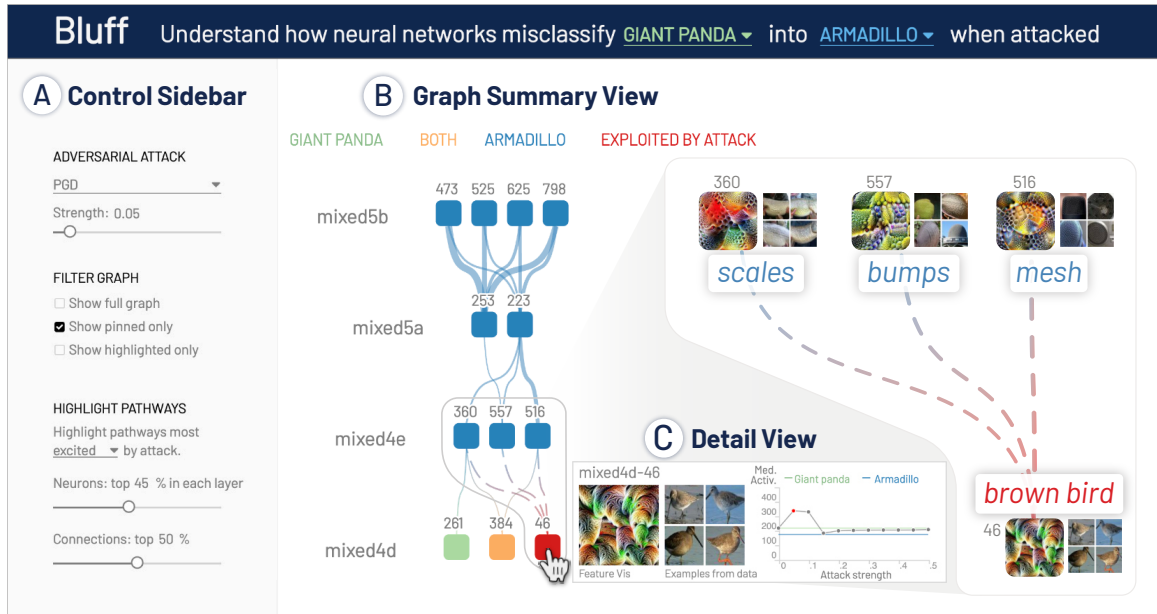 Bluff Understand how neural networks misclassify GIANT PANDA into ARMADILLO when attacked
A Control Sidebar
ADVERSARIAL ATTACK
PGD
Strength: 0.05
FILTER GRAPH
Show full graph
Show pinned only
Show highlighted only
HIGHLIGHT PATHWAYS
Highlight pathways most
excited by attack.
Neurons: top 45 % in each layer
Connections: top 50 %
B Graph Summary View
GIANT PANDA BOTH ARMADILLO EXPLOITED BY ATTACK
473 525 625 798
mixed5b
253 223
mixed5a
360 557 516
mixed4e
261 384 46
mixed4d
360 557 516
scales bumps mesh
brown bird
46
C Detail View
mixed4d-46
Feature Vis
Examples from data
Med.
Activ.
Giant panda Armadillo
400
300
200
100
0
0 .1 .2 .3 .4 .5
Attack strength